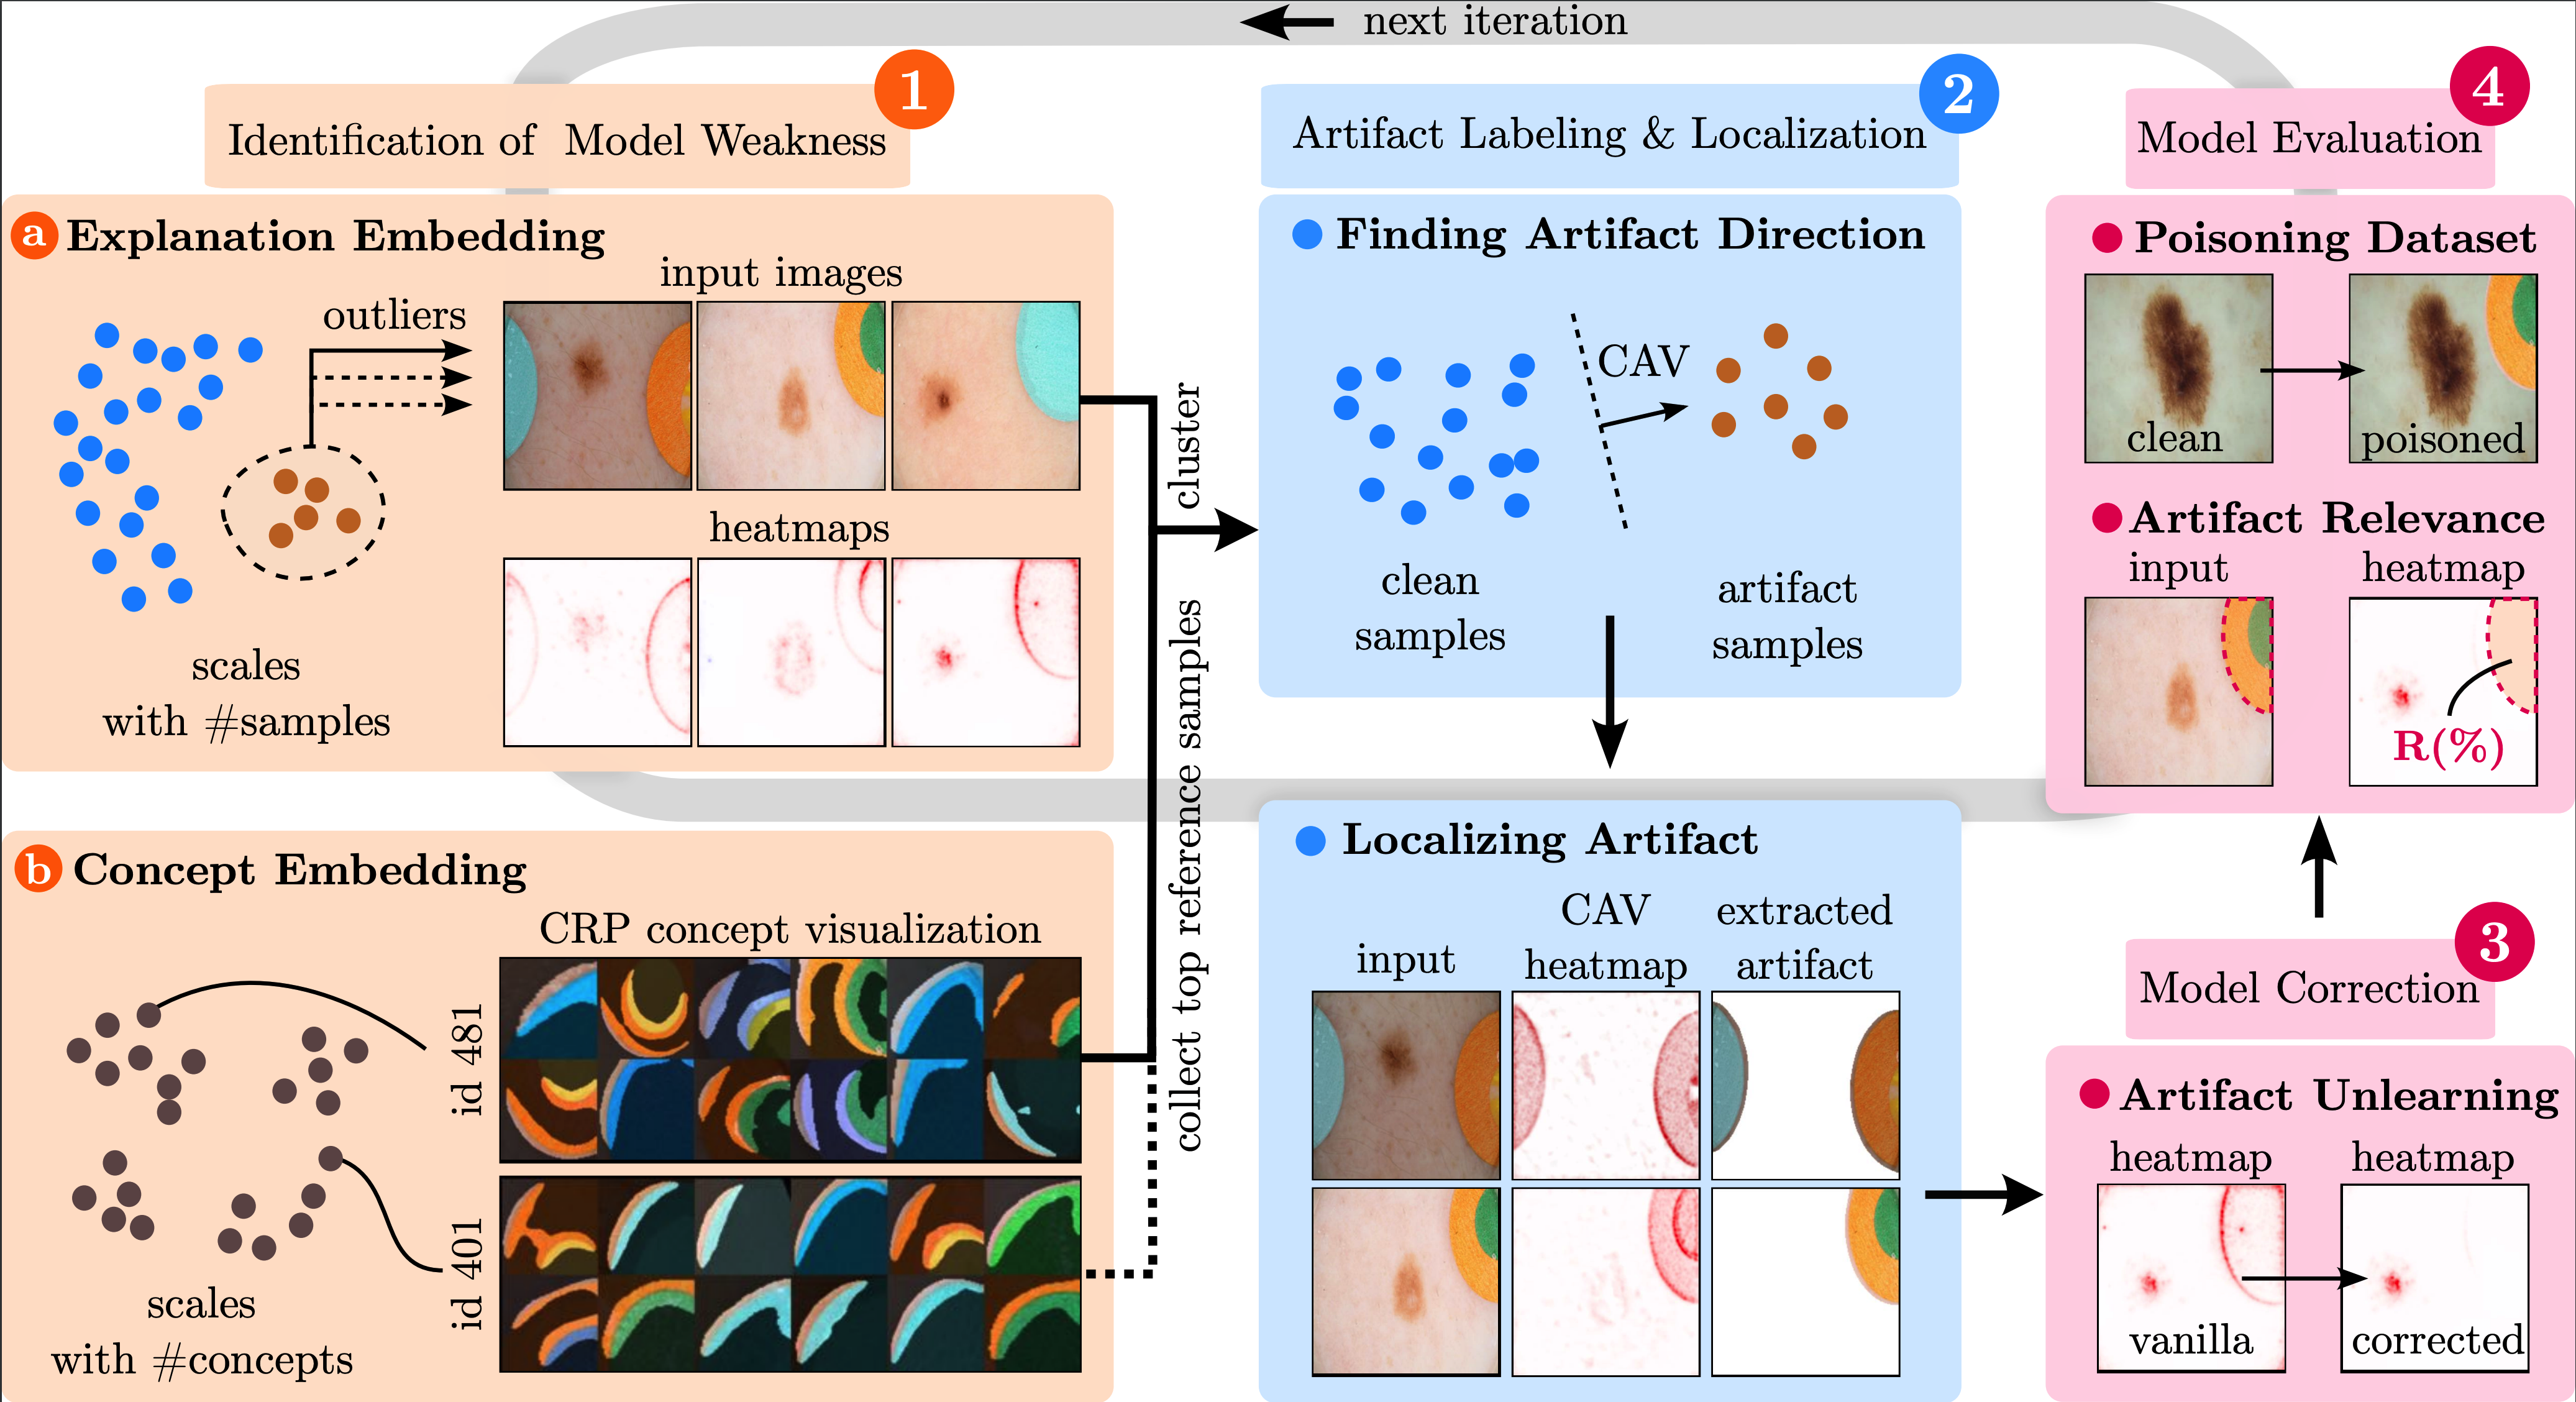 next iteration
1
Identification of Model Weakness
a Explanation Embedding
outliers
input images
heatmaps
scales
with #samples
b Concept Embedding
CRP concept visualization
id 481
id 401
scales
with #concepts
cluster
collect top reference samples
2
Artifact Labeling & Localization
Finding Artifact Direction
CAV
clean
samples
artifact
samples
Localizing Artifact
input
CAV
heatmap
extracted
artifact
3
Model Correction
Artifact Unlearning
heatmap
heatmap
vanilla
corrected
4
Model Evaluation
Poisoning Dataset
clean
poisoned
Artifact Relevance
input
heatmap
R(%)